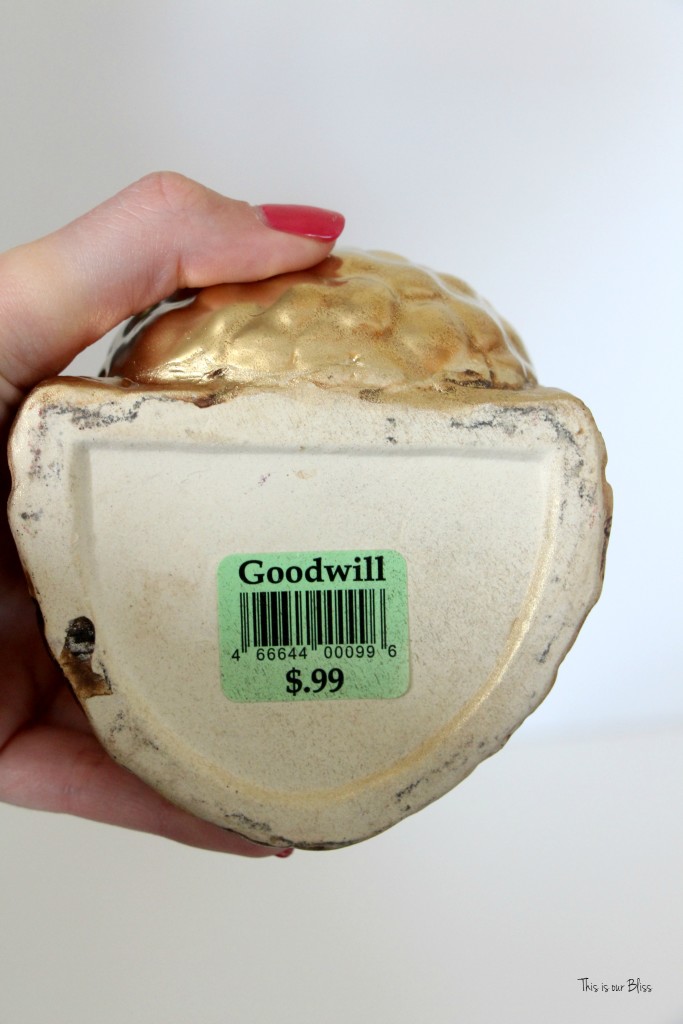 Goodwill
4 66644 00099 6
$.99
This is our Bliss